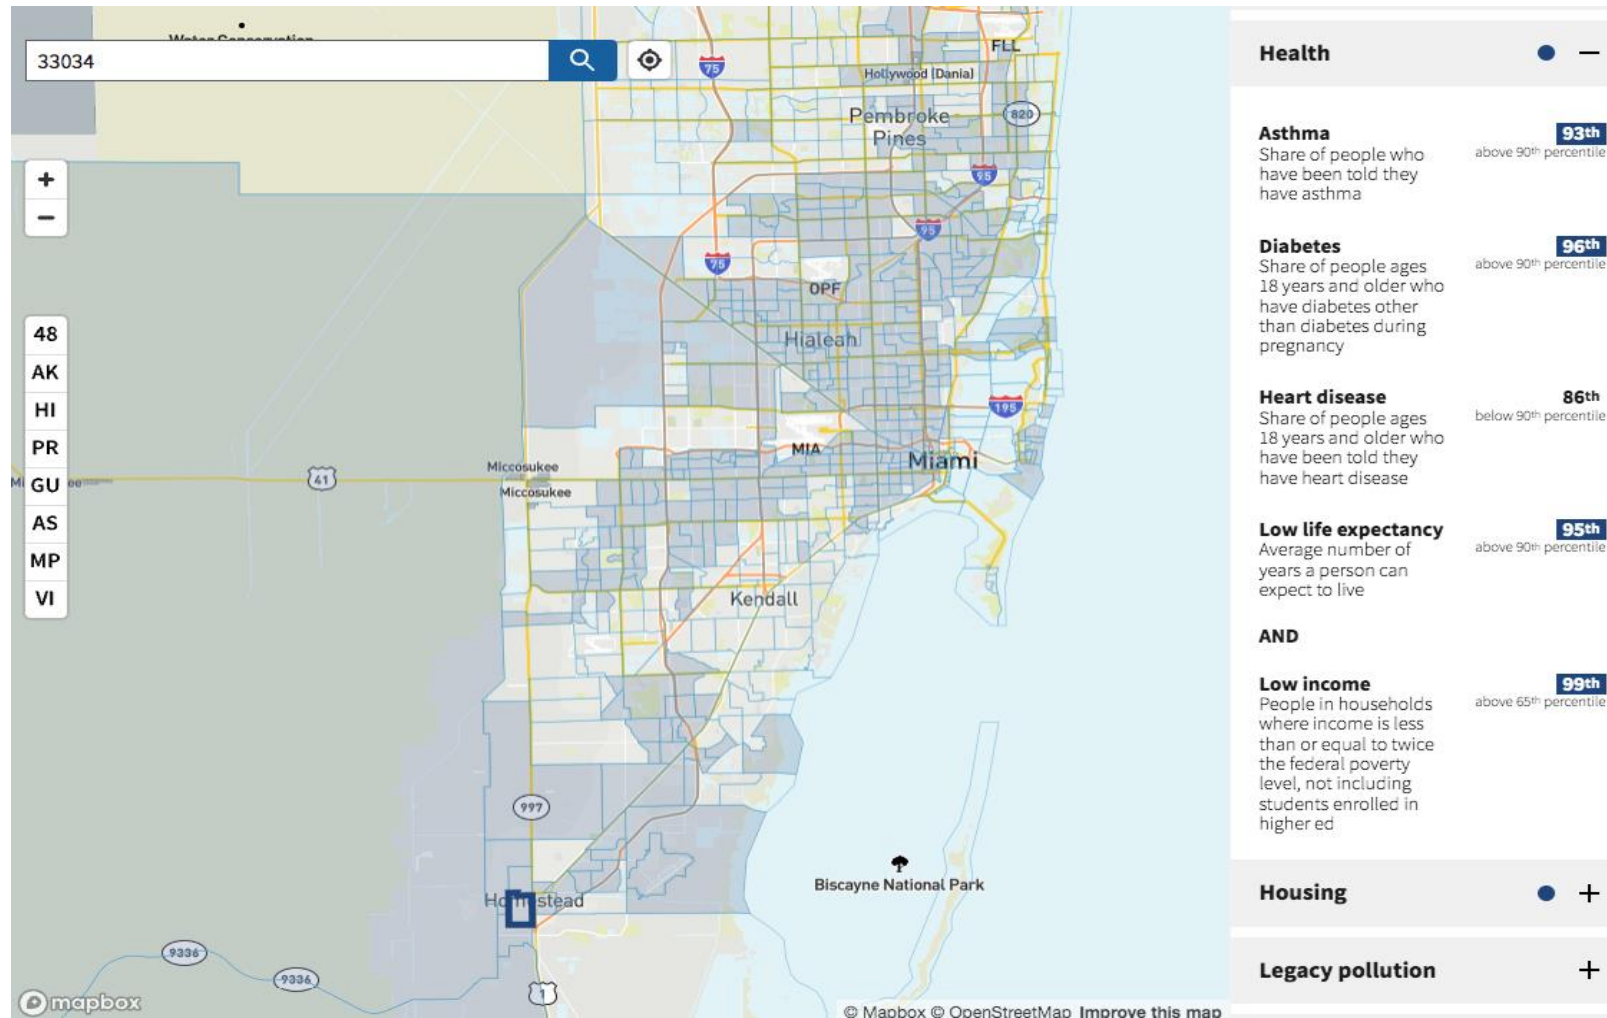 Water Conservation
33034
+
−
48
AK
HI
PR
GU
AS
MP
VI
FLL
75
Hollywood (Dania)
Pembroke
Pines
820
95
95
75
OPF
Hialeah
195
MIA
Miami
Miccosukee
Miccosukee
41
Kendall
997
Biscayne National Park
Homestead
9336
9336
1
mapbox
© Mapbox © OpenStreetMap Improve this map
Health
Asthma 93th
Share of people who above 90th percentile
have been told they
have asthma
Diabetes 96th
Share of people ages above 90th percentile
18 years and older who
have diabetes other
than diabetes during
pregnancy
Heart disease 86th
Share of people ages below 90th percentile
18 years and older who
have been told they
have heart disease
Low life expectancy 95th
Average number of above 90th percentile
years a person can
expect to live
AND
Low income 99th
People in households above 65th percentile
where income is less
than or equal to twice
the federal poverty
level, not including
students enrolled in
higher ed
Housing +
Legacy pollution +